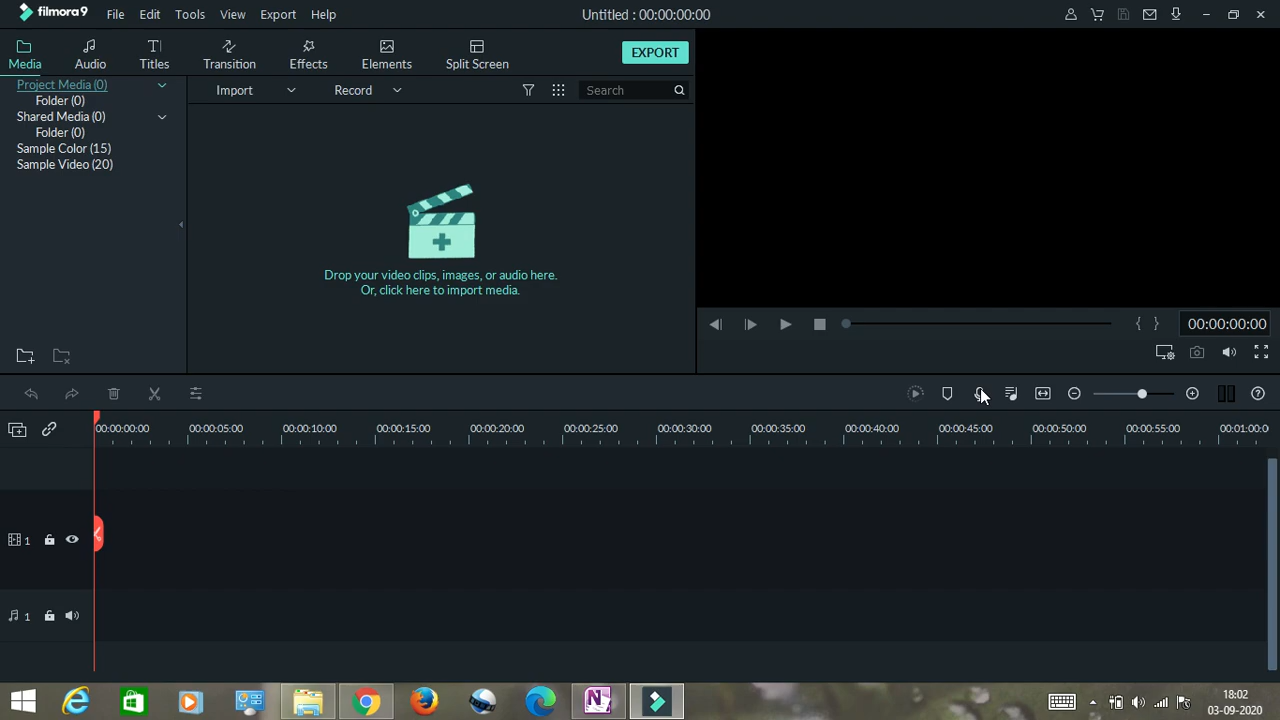 filmora9 File Edit Tools View Export Help Untitled : 00:00:00:00
Media Audio Titles Transition Effects Elements Split Screen EXPORT
Project Media (0)
Folder (0)
Shared Media (0)
Folder (0)
Sample Color (15)
Sample Video (20)
Import Record Search
Drop your video clips, images, or audio here.
Or, click here to import media.
00:00:00:00
00:00:00:00 00:00:05:00 00:00:10:00 00:00:15:00 00:00:20:00 00:00:25:00 00:00:30:00 00:00:35:00 00:00:40:00 00:00:45:00 00:00:50:00 00:00:55:00 00:01:00:0
1
1
18:02
03-09-2020